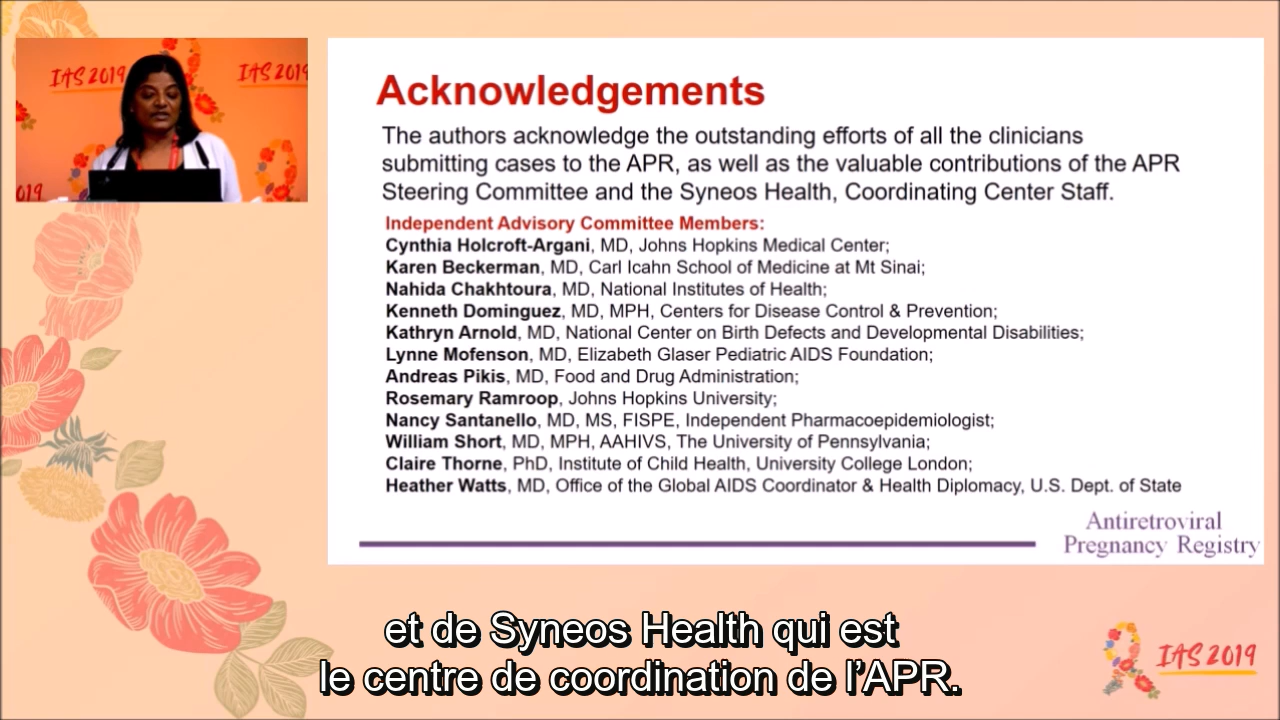 IAS 2019
IAS 2019
2019
Acknowledgements
The authors acknowledge the outstanding efforts of all the clinicians
submitting cases to the APR, as well as the valuable contributions of the APR
Steering Committee and the Syneos Health, Coordinating Center Staff.
Independent Advisory Committee Members:
Cynthia Holcroft-Argani, MD, Johns Hopkins Medical Center;
Karen Beckerman, MD, Carl Icahn School of Medicine at Mt Sinai;
Nahida Chakhtoura, MD, National Institutes of Health;
Kenneth Dominguez, MD, MPH, Centers for Disease Control & Prevention;
Kathryn Arnold, MD, National Center on Birth Defects and Developmental Disabilities;
Lynne Mofenson, MD, Elizabeth Glaser Pediatric AIDS Foundation;
Andreas Pikis, MD, Food and Drug Administration;
Rosemary Ramroop, Johns Hopkins University;
Nancy Santanello, MD, MS, FISPE, Independent Pharmacoepidemiologist;
William Short, MD, MPH, AAHIVS, The University of Pennsylvania;
Claire Thorne, PhD, Institute of Child Health, University College London;
Heather Watts, MD, Office of the Global AIDS Coordinator & Health Diplomacy, U.S. Dept. of State
Antiretroviral
Pregnancy Registry
et de Syneos Health qui est
le centre de coordination de l'APR.
IAS 2019